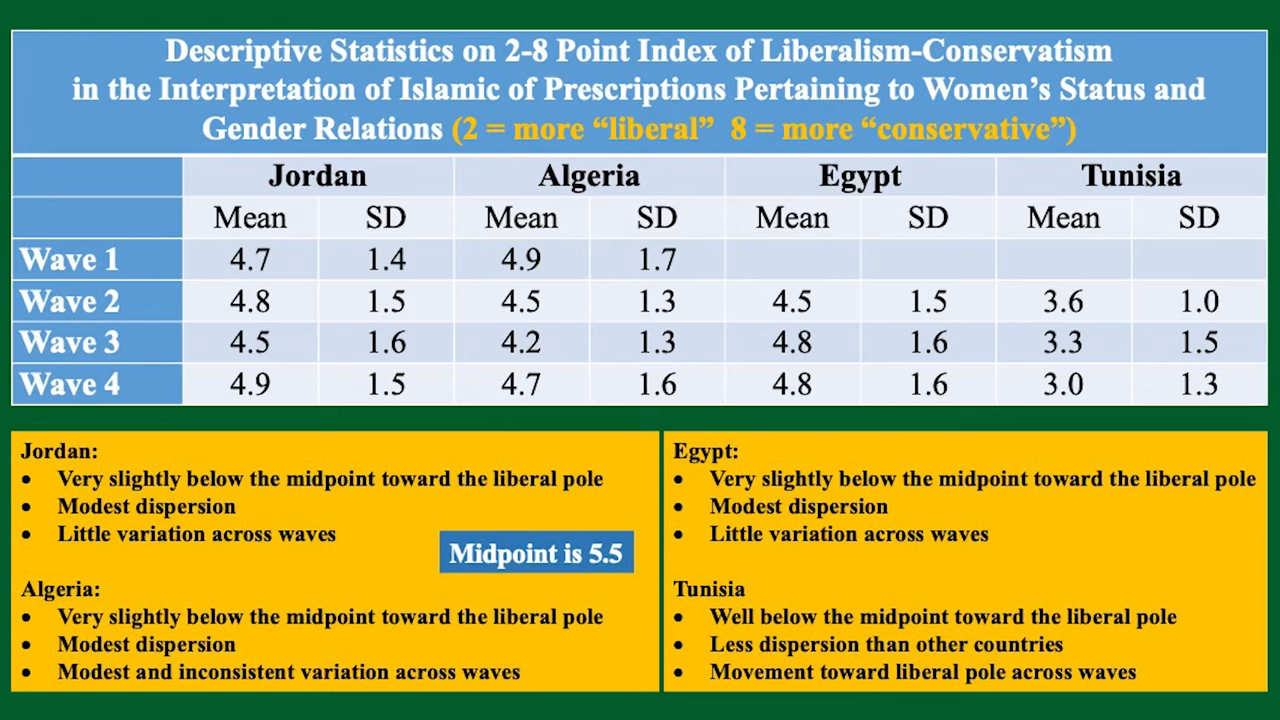 Descriptive Statistics on 2-8 Point Index of Liberalism-Conservatism
in the Interpretation of Islamic of Prescriptions Pertaining to Women’s Status and
Gender Relations (2 = more “liberal” 8 = more “conservative”)
Jordan Algeria Egypt Tunisia
Mean SD Mean SD Mean SD Mean SD
Wave 1 4.7 1.4 4.9 1.7
Wave 2 4.8 1.5 4.5 1.3 4.5 1.5 3.6 1.0
Wave 3 4.5 1.6 4.2 1.3 4.8 1.6 3.3 1.5
Wave 4 4.9 1.5 4.7 1.6 4.8 1.6 3.0 1.3
Jordan:
• Very slightly below the midpoint toward the liberal pole
• Modest dispersion
• Little variation across waves
Midpoint is 5.5
Algeria:
• Very slightly below the midpoint toward the liberal pole
• Modest dispersion
• Modest and inconsistent variation across waves
Egypt:
• Very slightly below the midpoint toward the liberal pole
• Modest dispersion
• Little variation across waves
Tunisia
• Well below the midpoint toward the liberal pole
• Less dispersion than other countries
• Movement toward liberal pole across waves